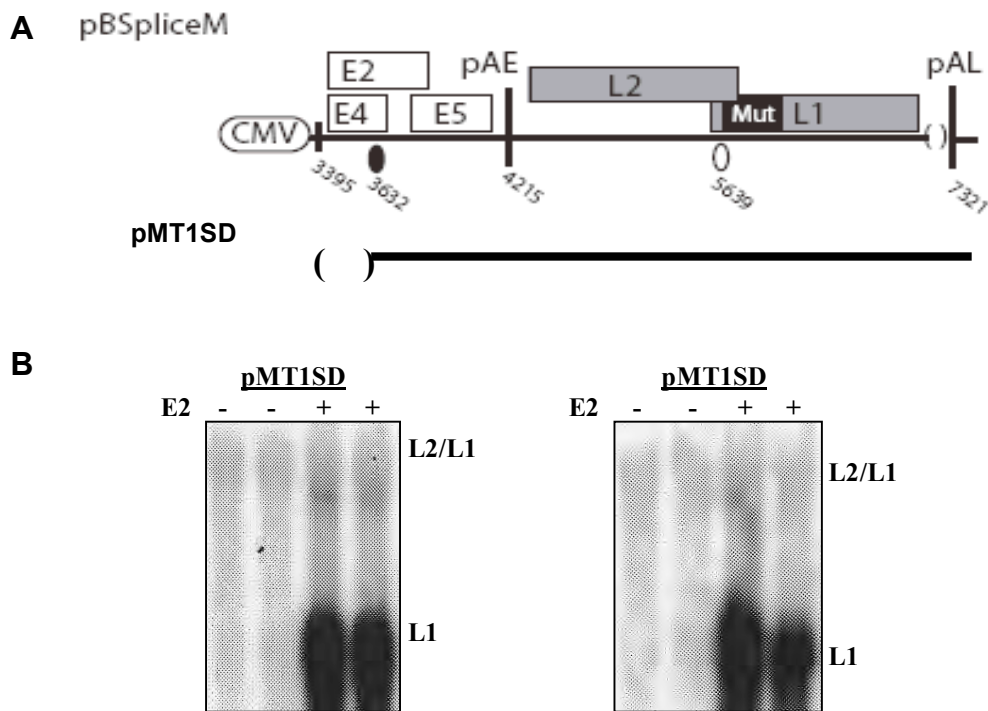 A pBSpliceM
E2 pAE L2 pAL
CMV E4 E5 Mut L1 ( )
3395 3632 4215 5639 7321
pMT1SD
( )
B
pMT1SD pMT1SD
E2 - - + + E2 - - + +
L2/L1 L2/L1
L1 L1